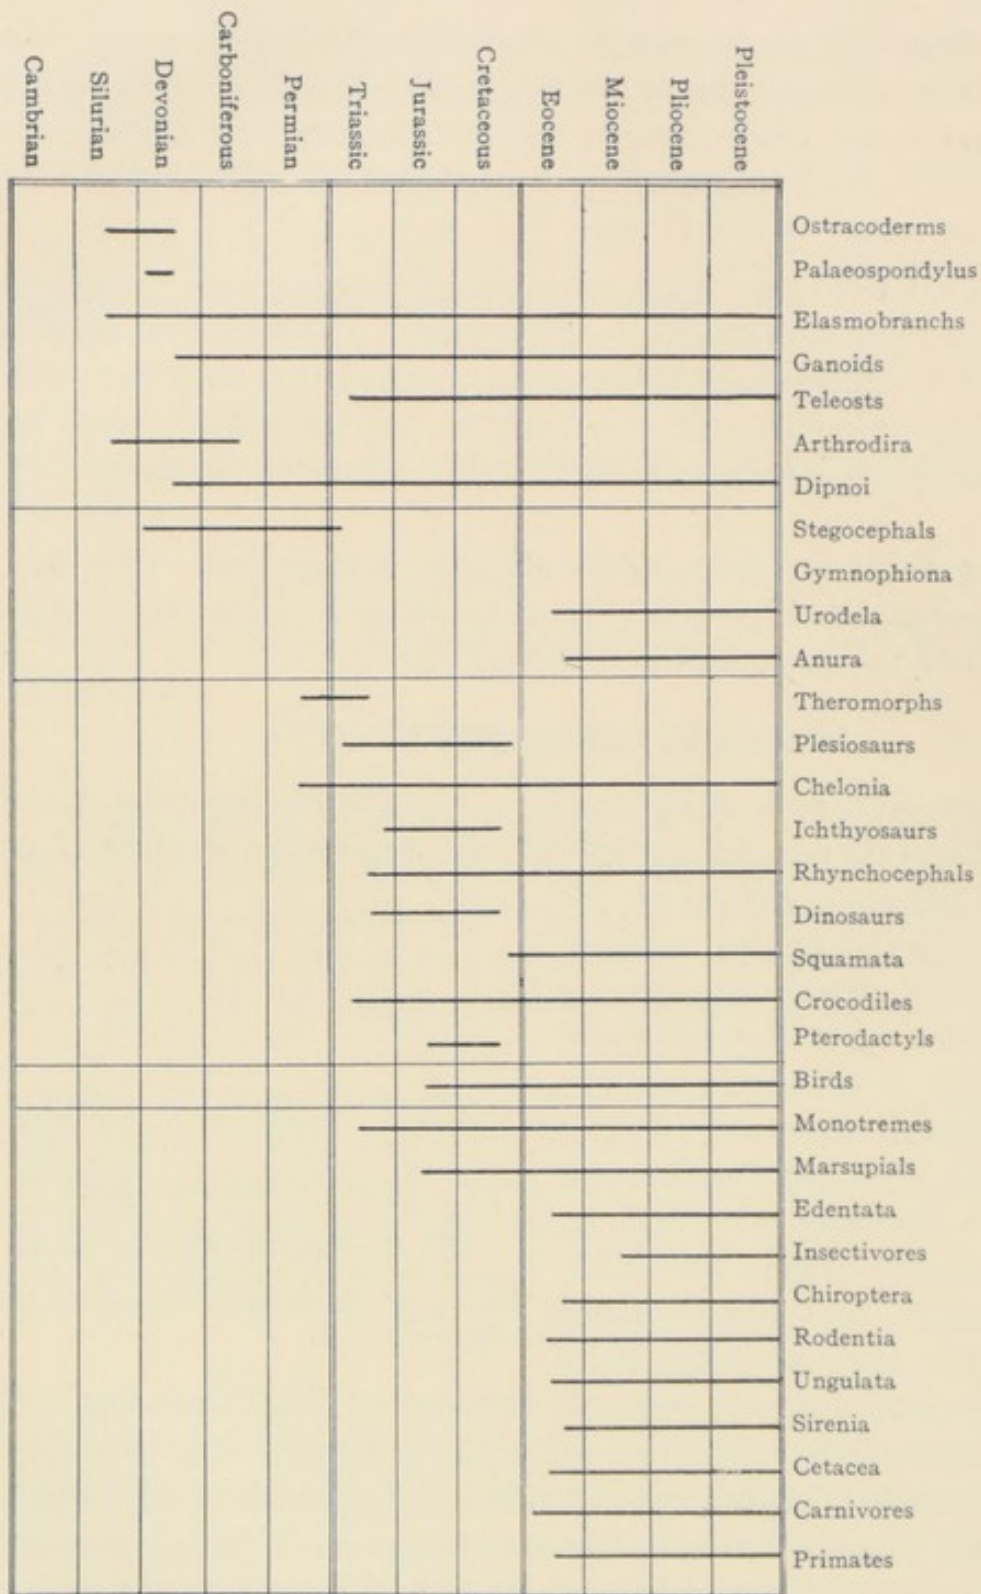 Cambrian
Silurian
Devonian
Carboniferous
Permian
Triassic
Jurassic
Cretaceous
Eocene
Miocene
Pliocene
Pleistocene
Ostracoderms
Palaeospondylus
Elasmobranchs
Ganoids
Teleosts
Arthrodira
Dipnoi
Stegocephals
Gymnophiona
Urodela
Anura
Theromorphs
Plesiosaurs
Chelonia
Ichthyosaurs
Rhynchocephals
Dinosaurs
Squamata
Crocodiles
Pterodactyls
Birds
Monotremes
Marsupials
Edentata
Insectivores
Chiroptera
Rodentia
Ungulata
Sirenia
Cetacea
Carnivores
Primates